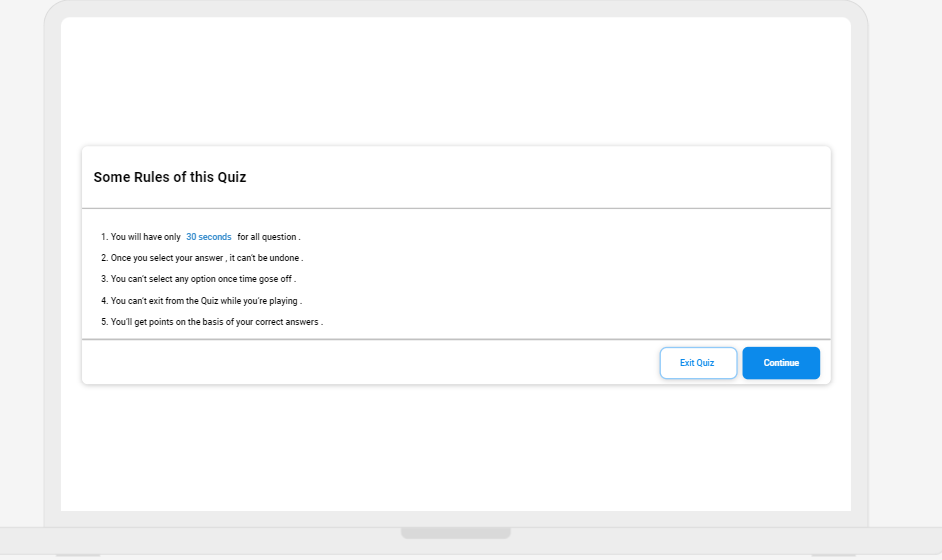 Some Rules of this Quiz
1. You will have only 30 seconds for all question .
2. Once you select your answer , it can't be undone .
3. You can't select any option once time gose off .
4. You can't exit from the Quiz while you're playing .
5. You'll get points on the basis of your correct answers .
Exit Quiz
Continue